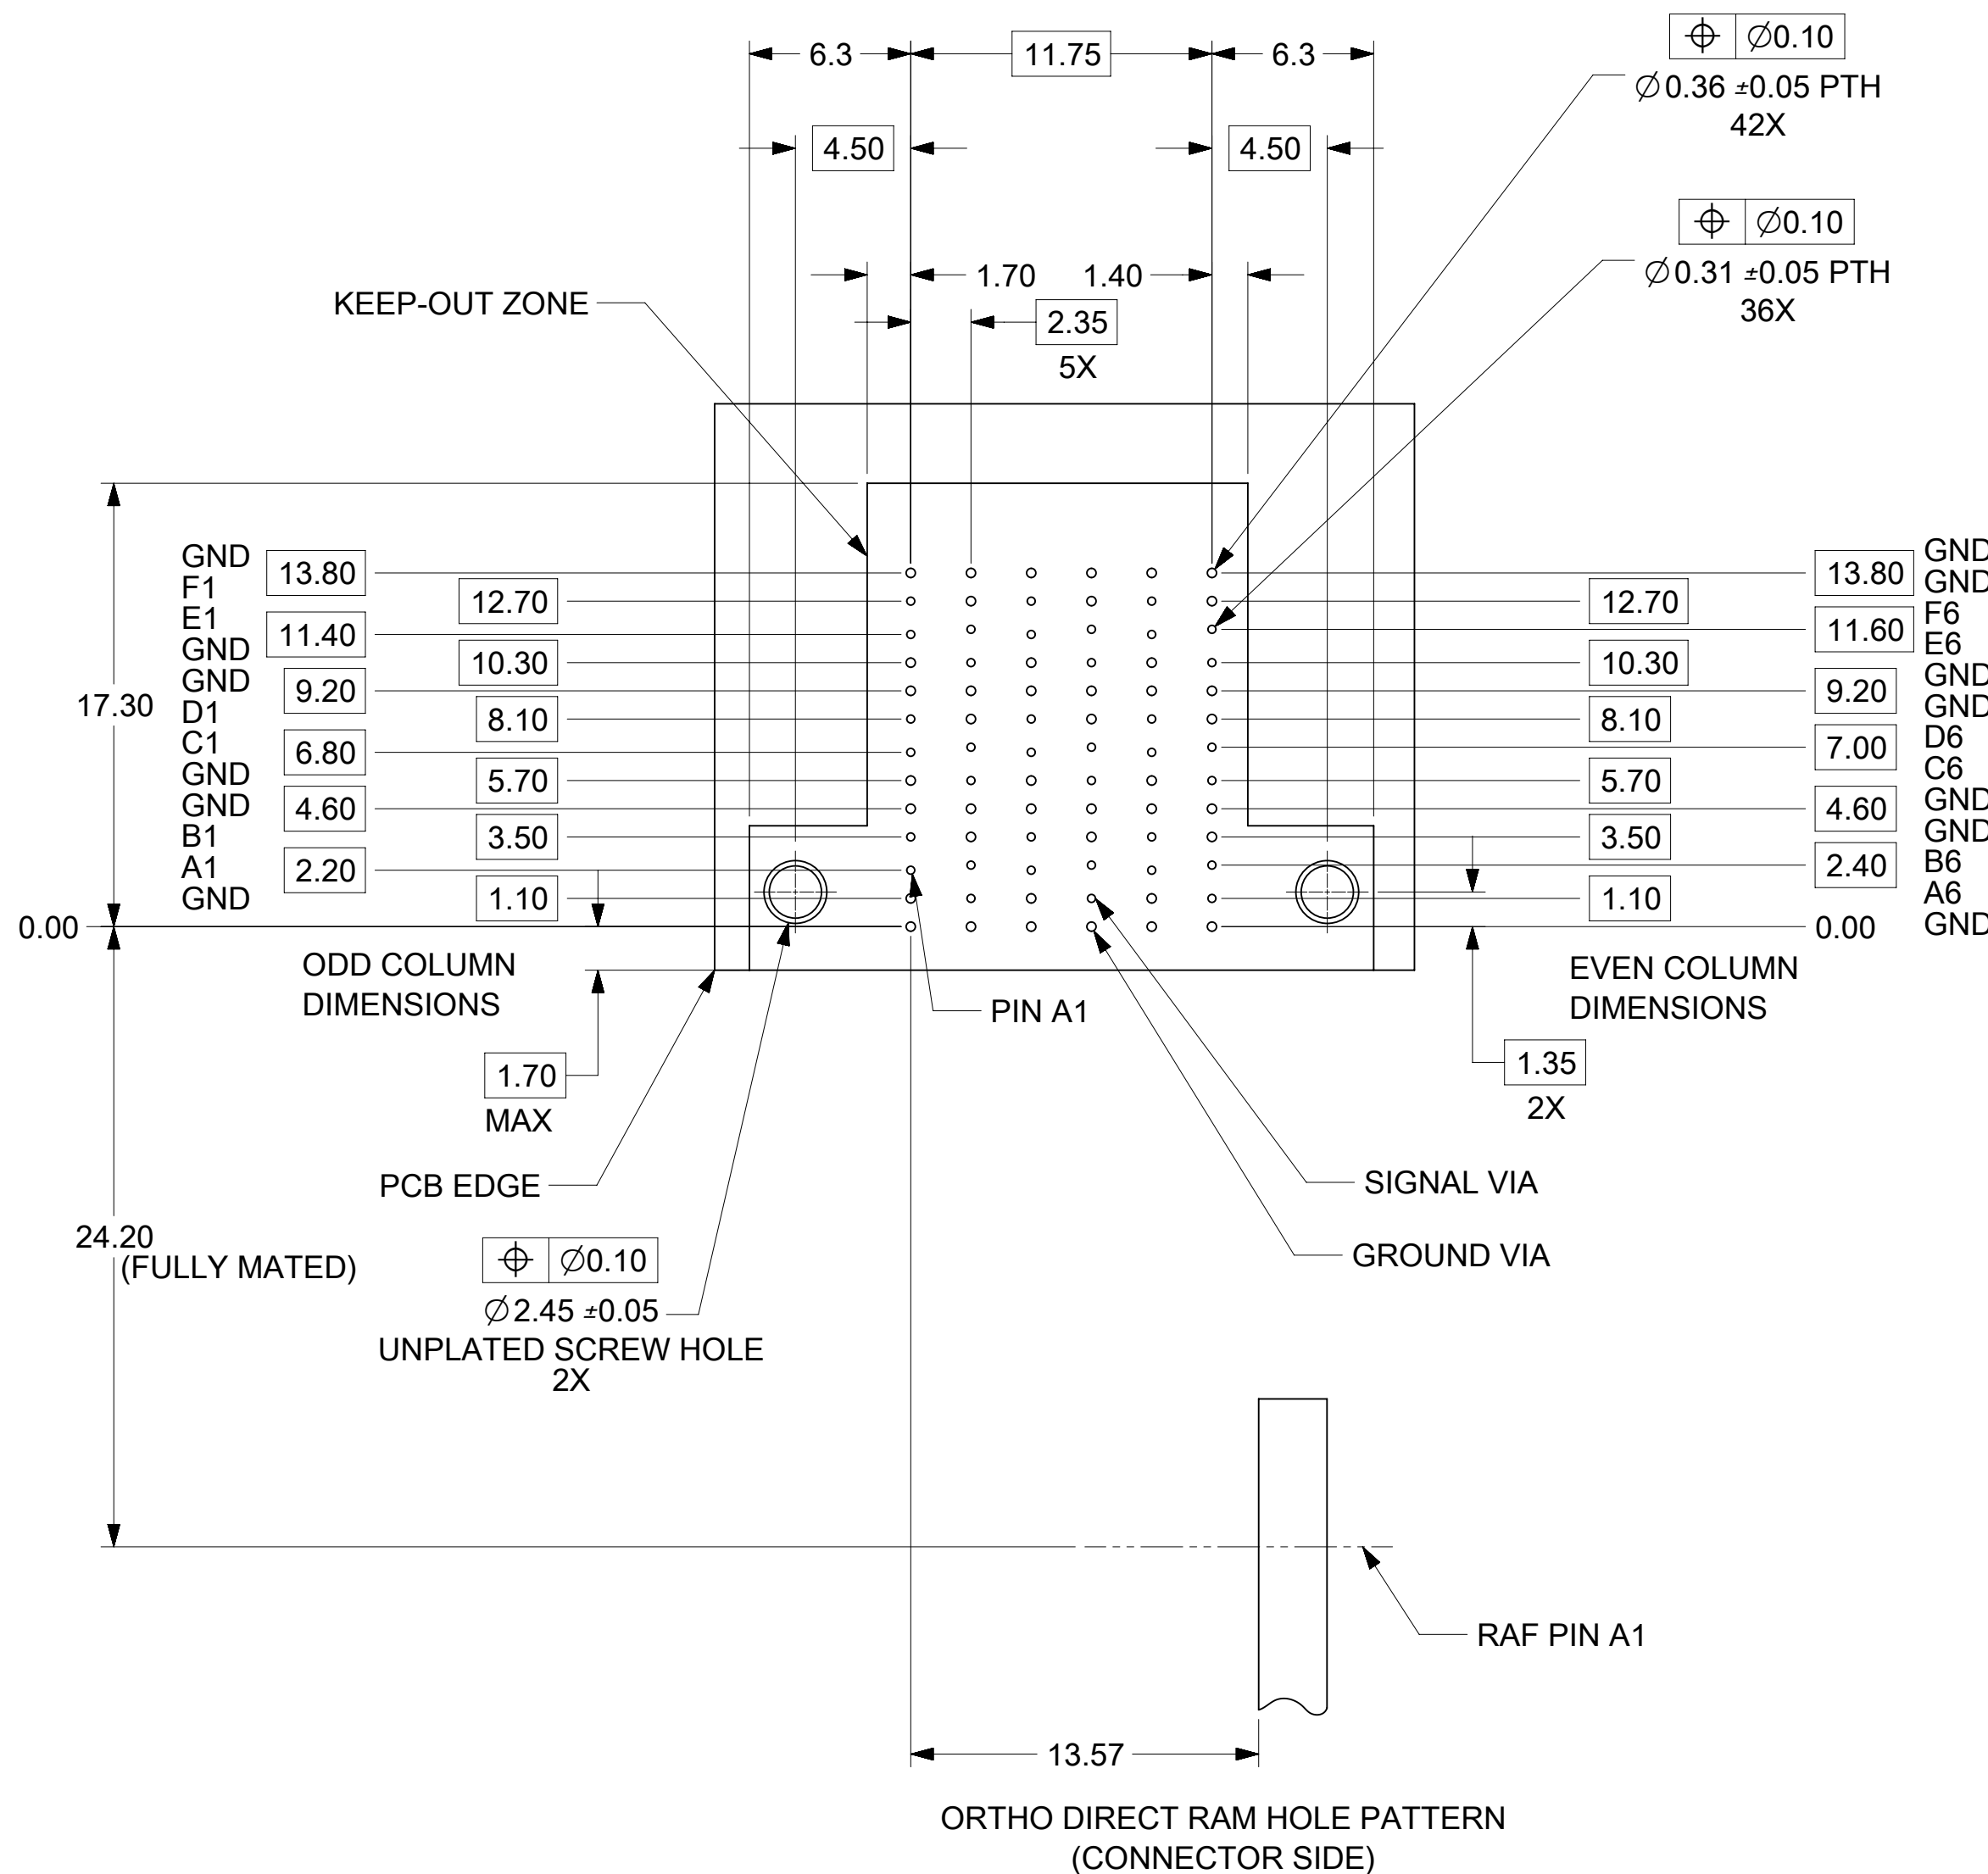 6.3
11.75
6.3
⌖ ∅0.10
∅0.36 ±0.05 PTH
42X
4.50
4.50
⌖ ∅0.10
∅0.31 ±0.05 PTH
36X
KEEP-OUT ZONE
1.70
1.40
2.35
5X
17.30
GND
F1
E1
GND
GND
D1
C1
GND
GND
B1
A1
GND
13.80
11.40
9.20
6.80
4.60
2.20
0.00
12.70
10.30
8.10
5.70
3.50
1.10
12.70
10.30
8.10
5.70
3.50
1.10
13.80
11.60
9.20
7.00
4.60
2.40
0.00
GND
GND
F6
E6
GND
GND
D6
C6
GND
GND
B6
A6
GND
ODD COLUMN
DIMENSIONS
EVEN COLUMN
DIMENSIONS
PIN A1
1.70
MAX
1.35
2X
PCB EDGE
SIGNAL VIA
GROUND VIA
24.20
(FULLY MATED)
⌖ ∅0.10
∅2.45 ±0.05
UNPLATED SCREW HOLE
2X
RAF PIN A1
13.57
ORTHO DIRECT RAM HOLE PATTERN
(CONNECTOR SIDE)